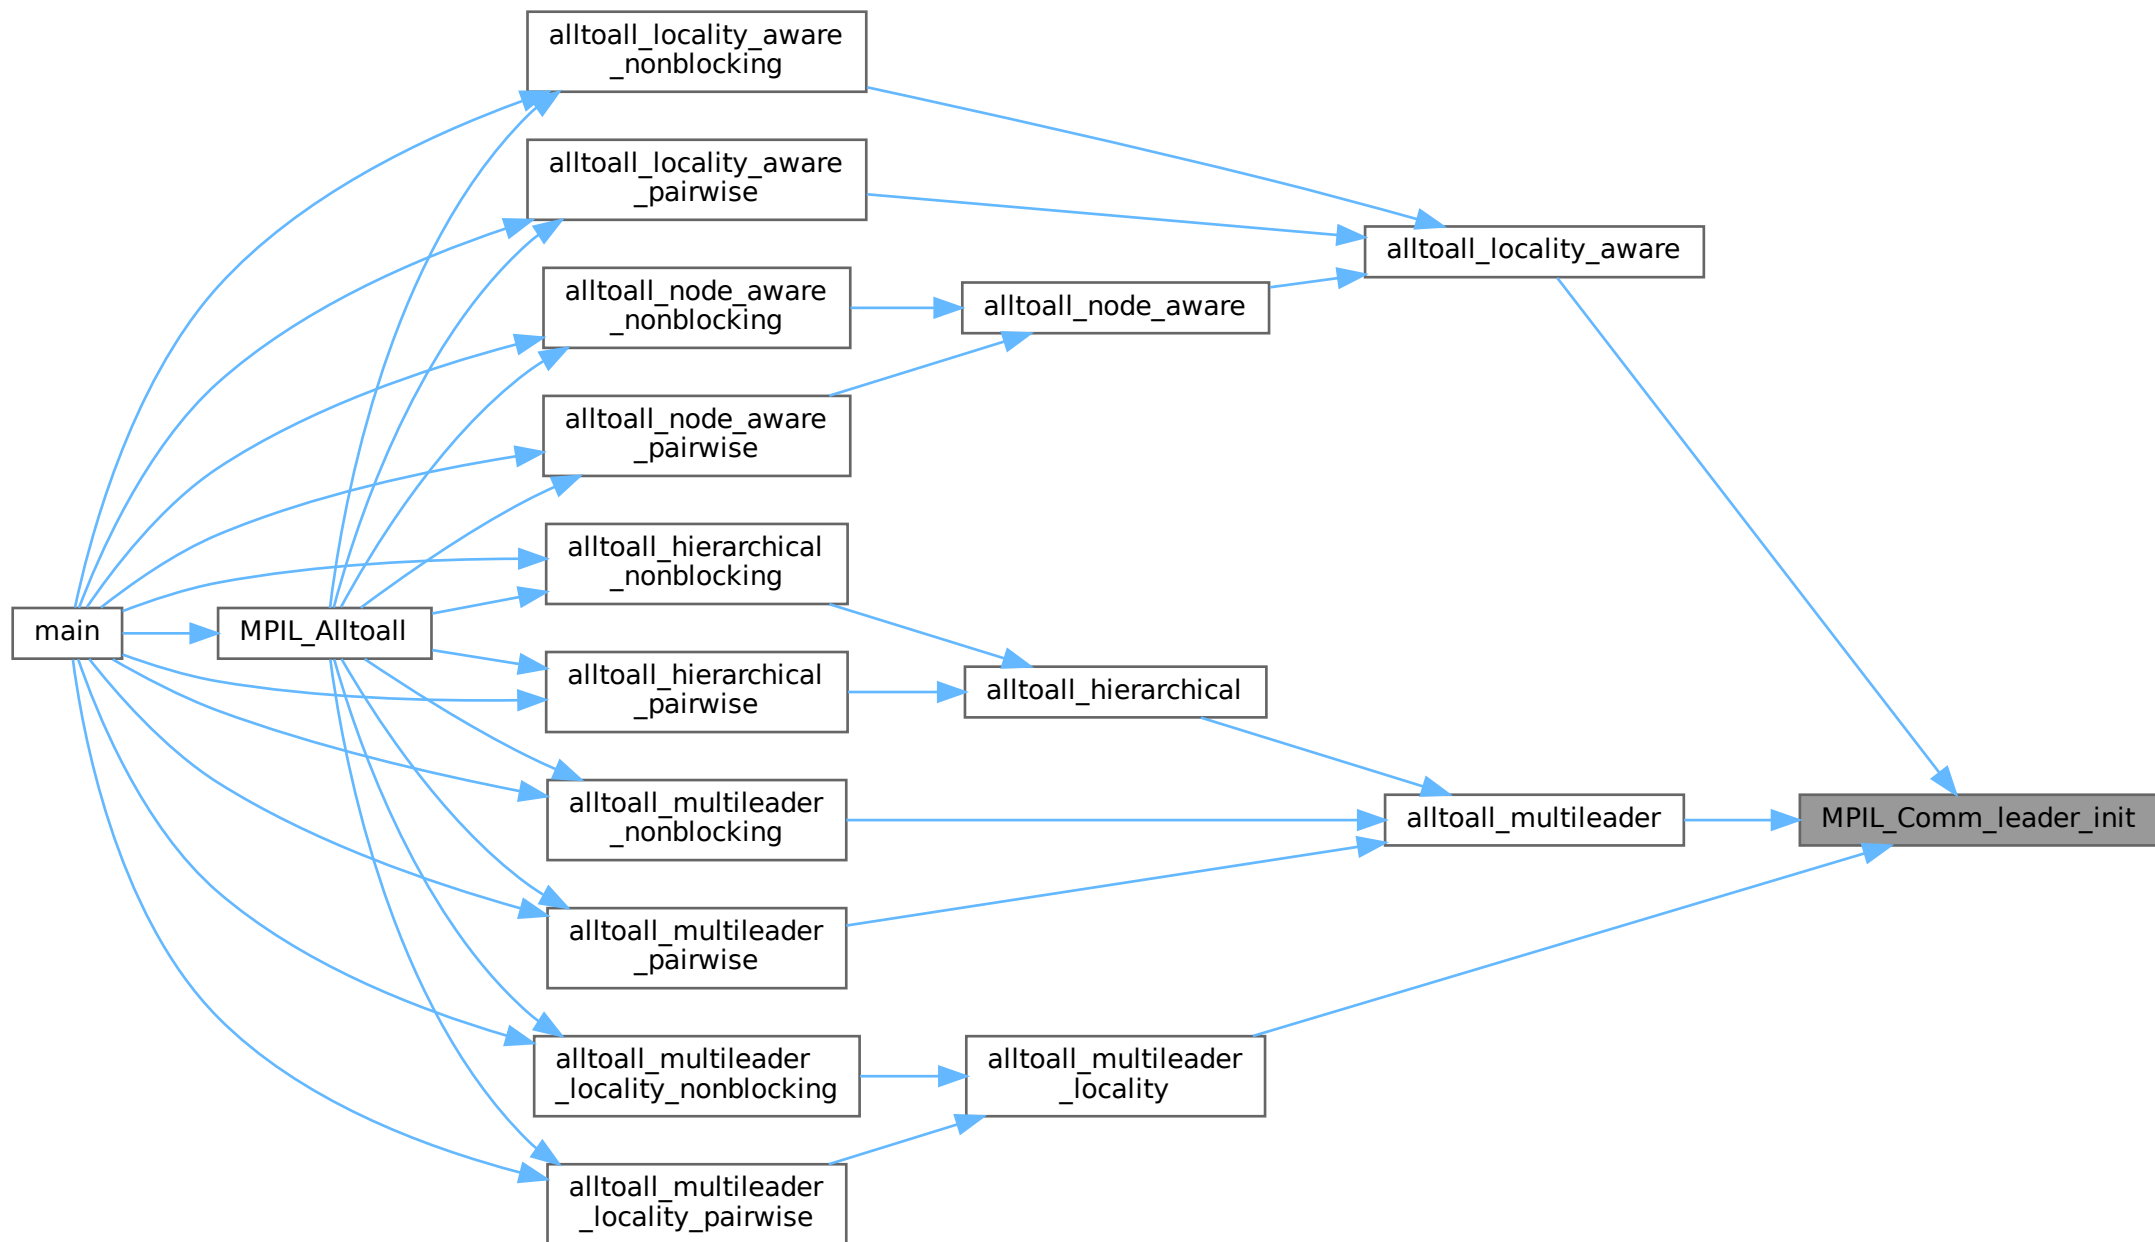 alltoall_locality_aware
_nonblocking
alltoall_locality_aware
_pairwise
alltoall_locality_aware
alltoall_node_aware
_nonblocking
alltoall_node_aware
alltoall_node_aware
_pairwise
alltoall_hierarchical
_nonblocking
main
MPIL_Alltoall
alltoall_hierarchical
_pairwise
alltoall_hierarchical
alltoall_multileader
_nonblocking
alltoall_multileader
MPIL_Comm_leader_init
alltoall_multileader
_pairwise
alltoall_multileader
_locality_nonblocking
alltoall_multileader
_locality
alltoall_multileader
_locality_pairwise